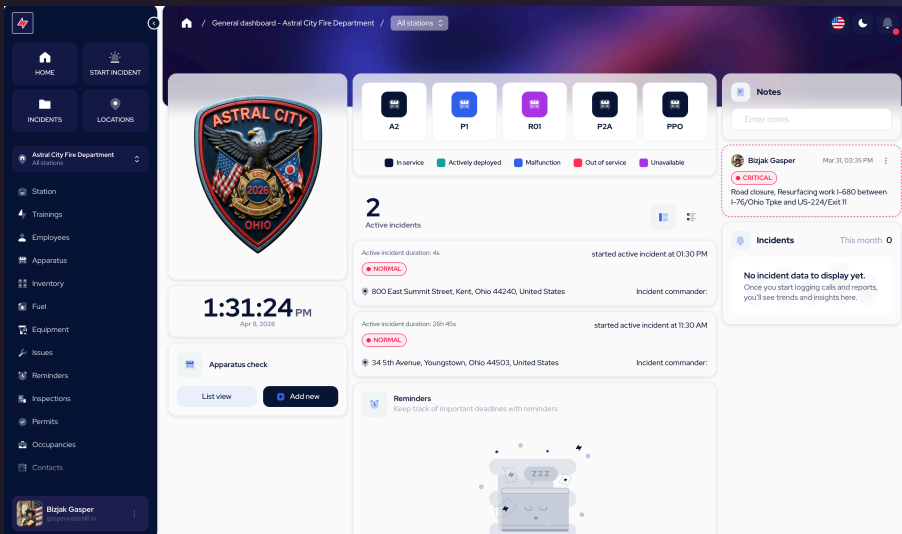 General dashboard - Astral City Fire Department / All stations
HOME
START INCIDENT
INCIDENTS
LOCATIONS
Astral City Fire Department
All stations
Station
Trainings
Employees
Apparatus
Inventory
Fuel
Equipment
Issues
Reminders
Inspections
Permits
Occupancies
Contacts
Bizjak Gasper
ASTRAL CITY
EST.
2026
OHIO
1:31:24 PM
Apr 8, 2026
Apparatus check
List view
Add new
A2
P1
R01
P2A
PPO
In service
Actively deployed
Malfunction
Out of service
Unavailable
2
Active incidents
Active incident duration: 4s
started active incident at 01:30 PM
NORMAL
800 East Summit Street, Kent, Ohio 44240, United States
Incident commander:
Active incident duration: 26h 45s
started active incident at 11:30 AM
NORMAL
34 5th Avenue, Youngstown, Ohio 44503, United States
Incident commander:
Reminders
Keep track of important deadlines with reminders
ZZZ
Notes
Enter notes
Bizjak Gasper
Mar 31, 03:35 PM
CRITICAL
Road closure, Resurfacing work I-680 between
I-76/Ohio Tpke and US-224/Exit 11
Incidents
This month 0
No incident data to display yet.
Once you start logging calls and reports,
you'll see trends and insights here.